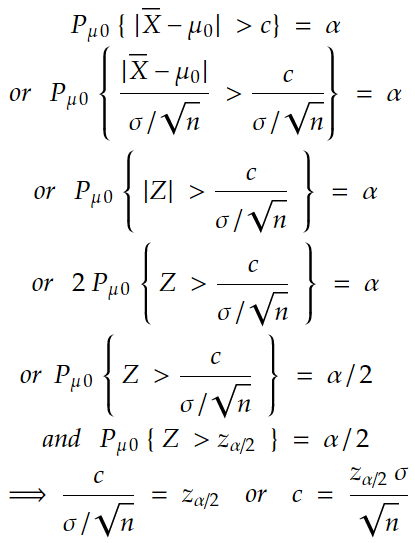 P_{μ0} { |X̄ − μ₀| > c} = α
or P_{μ0} { |X̄ − μ₀| / (σ/√n) > c / (σ/√n) } = α
or P_{μ0} { |Z| > c / (σ/√n) } = α
or 2 P_{μ0} { Z > c / (σ/√n) } = α
or P_{μ0} { Z > c / (σ/√n) } = α/2
and P_{μ0} { Z > z_{α/2} } = α/2
⟹ c / (σ/√n) = z_{α/2} or c = z_{α/2} σ / √n